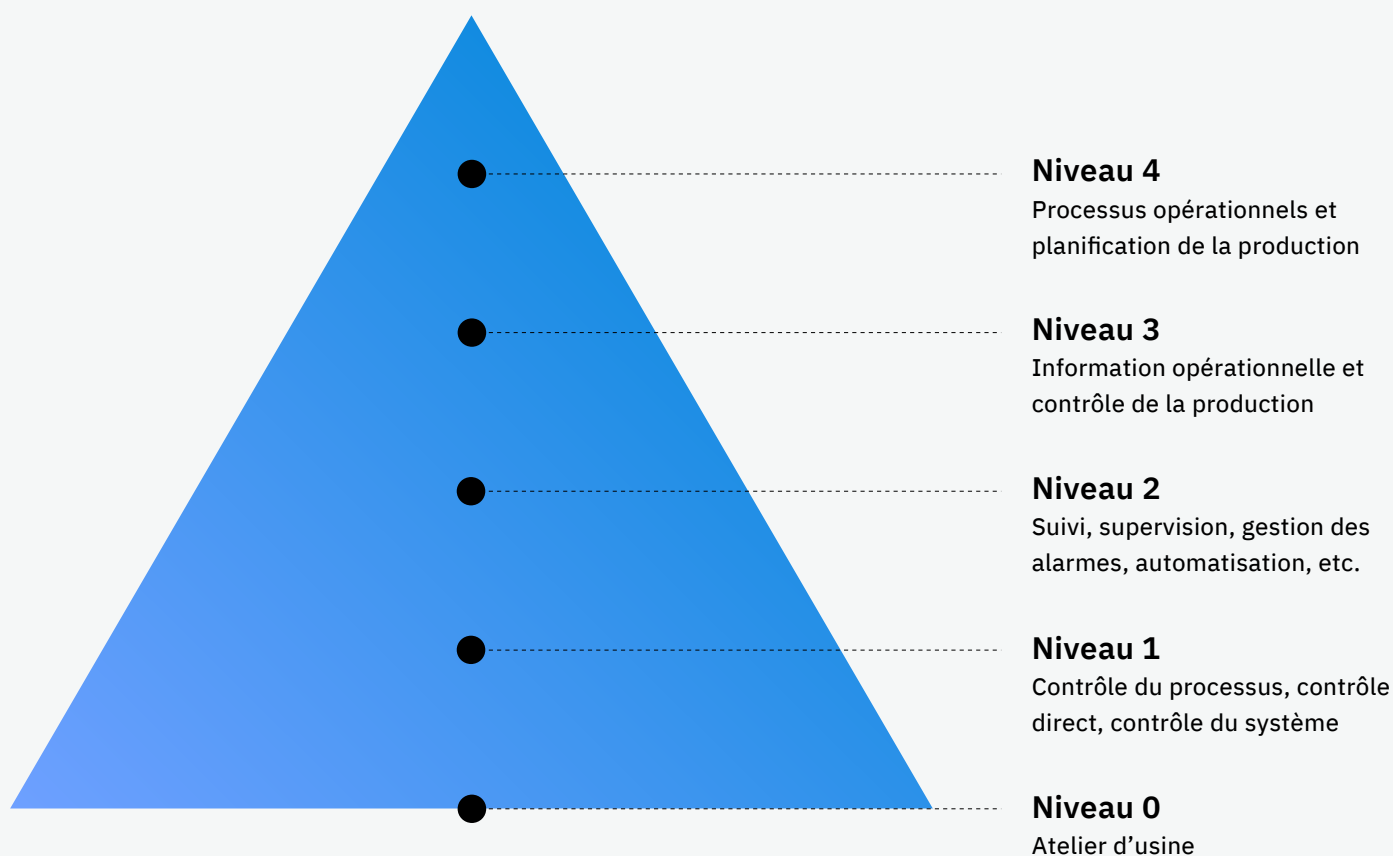 Niveau 4
Processus opérationnels et
planification de la production
Niveau 3
Information opérationnelle et
contrôle de la production
Niveau 2
Suivi, supervision, gestion des
alarmes, automatisation, etc.
Niveau 1
Contrôle du processus, contrôle
direct, contrôle du système
Niveau 0
Atelier d’usine